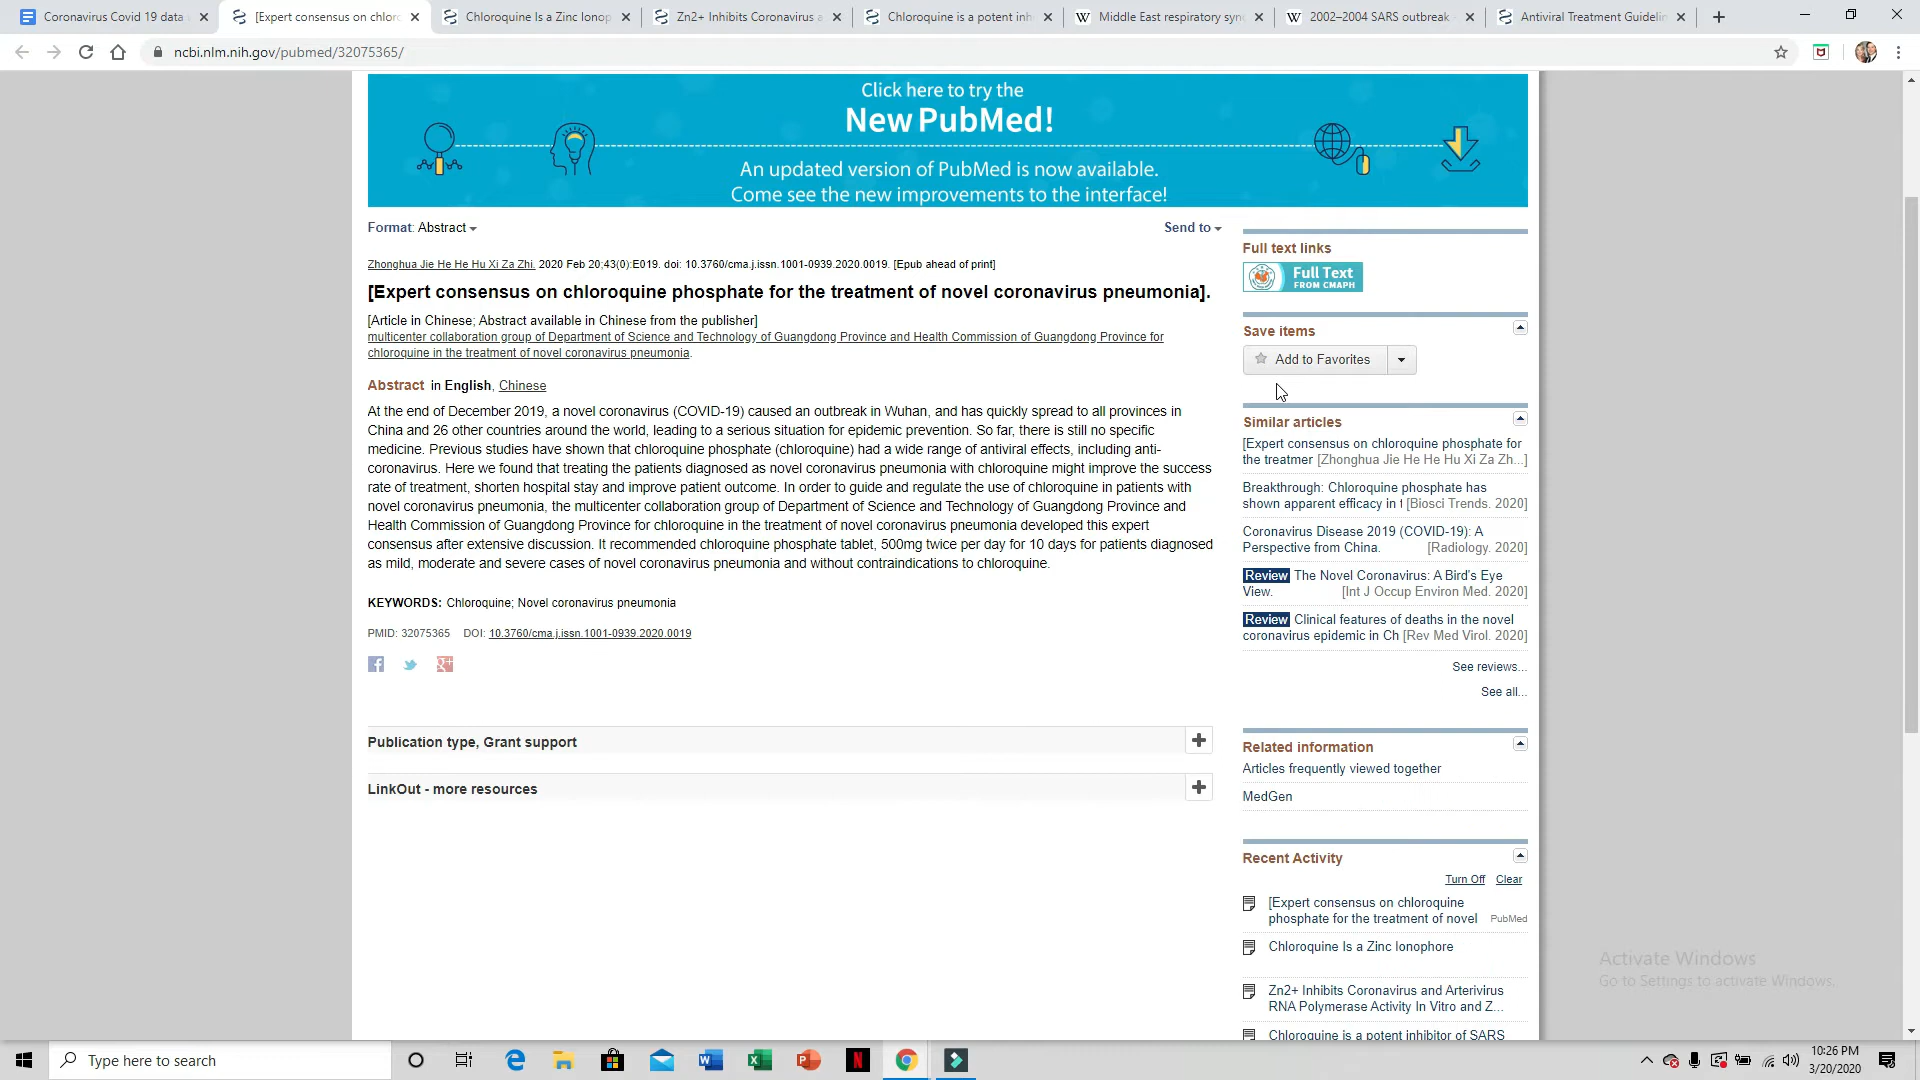 Coronavirus Covid 19 data
[Expert consensus on chlorc
Chloroquine Is a Zinc Ionop
Zn2+ Inhibits Coronavirus a
Chloroquine is a potent inh
W Middle East respiratory syn
W 2002–2004 SARS outbreak
Antiviral Treatment Guidelin
ncbi.nlm.nih.gov/pubmed/32075365/
Click here to try the
New PubMed!
An updated version of PubMed is now available.
Come see the new improvements to the interface!
Format: Abstract
Send to
Zhonghua Jie He He Hu Xi Za Zhi. 2020 Feb 20;43(0):E019. doi: 10.3760/cma.j.issn.1001-0939.2020.0019. [Epub ahead of print]
[Expert consensus on chloroquine phosphate for the treatment of novel coronavirus pneumonia].
[Article in Chinese; Abstract available in Chinese from the publisher]
multicenter collaboration group of Department of Science and Technology of Guangdong Province and Health Commission of Guangdong Province for
chloroquine in the treatment of novel coronavirus pneumonia.
Abstract in English, Chinese
At the end of December 2019, a novel coronavirus (COVID-19) caused an outbreak in Wuhan, and has quickly spread to all provinces in
China and 26 other countries around the world, leading to a serious situation for epidemic prevention. So far, there is still no specific
medicine. Previous studies have shown that chloroquine phosphate (chloroquine) had a wide range of antiviral effects, including anti-
coronavirus. Here we found that treating the patients diagnosed as novel coronavirus pneumonia with chloroquine might improve the success
rate of treatment, shorten hospital stay and improve patient outcome. In order to guide and regulate the use of chloroquine in patients with
novel coronavirus pneumonia, the multicenter collaboration group of Department of Science and Technology of Guangdong Province and
Health Commission of Guangdong Province for chloroquine in the treatment of novel coronavirus pneumonia developed this expert
consensus after extensive discussion. It recommended chloroquine phosphate tablet, 500mg twice per day for 10 days for patients diagnosed
as mild, moderate and severe cases of novel coronavirus pneumonia and without contraindications to chloroquine.
KEYWORDS: Chloroquine; Novel coronavirus pneumonia
PMID: 32075365 DOI: 10.3760/cma.j.issn.1001-0939.2020.0019
Publication type, Grant support
LinkOut - more resources
Full text links
Full Text
FROM CMAPH
Save items
Add to Favorites
Similar articles
[Expert consensus on chloroquine phosphate for
the treatmer [Zhonghua Jie He He Hu Xi Za Zh...]
Breakthrough: Chloroquine phosphate has
shown apparent efficacy in t [Biosci Trends. 2020]
Coronavirus Disease 2019 (COVID-19): A
Perspective from China. [Radiology. 2020]
Review The Novel Coronavirus: A Bird's Eye
View. [Int J Occup Environ Med. 2020]
Review Clinical features of deaths in the novel
coronavirus epidemic in Ch [Rev Med Virol. 2020]
See reviews...
See all...
Related information
Articles frequently viewed together
MedGen
Recent Activity
Turn Off Clear
[Expert consensus on chloroquine
phosphate for the treatment of novel PubMed
Chloroquine Is a Zinc Ionophore
Zn2+ Inhibits Coronavirus and Arterivirus
RNA Polymerase Activity In Vitro and Z...
Chloroquine is a potent inhibitor of SARS
Activate Windows
Go to Settings to activate Windows.
Type here to search
10:26 PM
3/20/2020